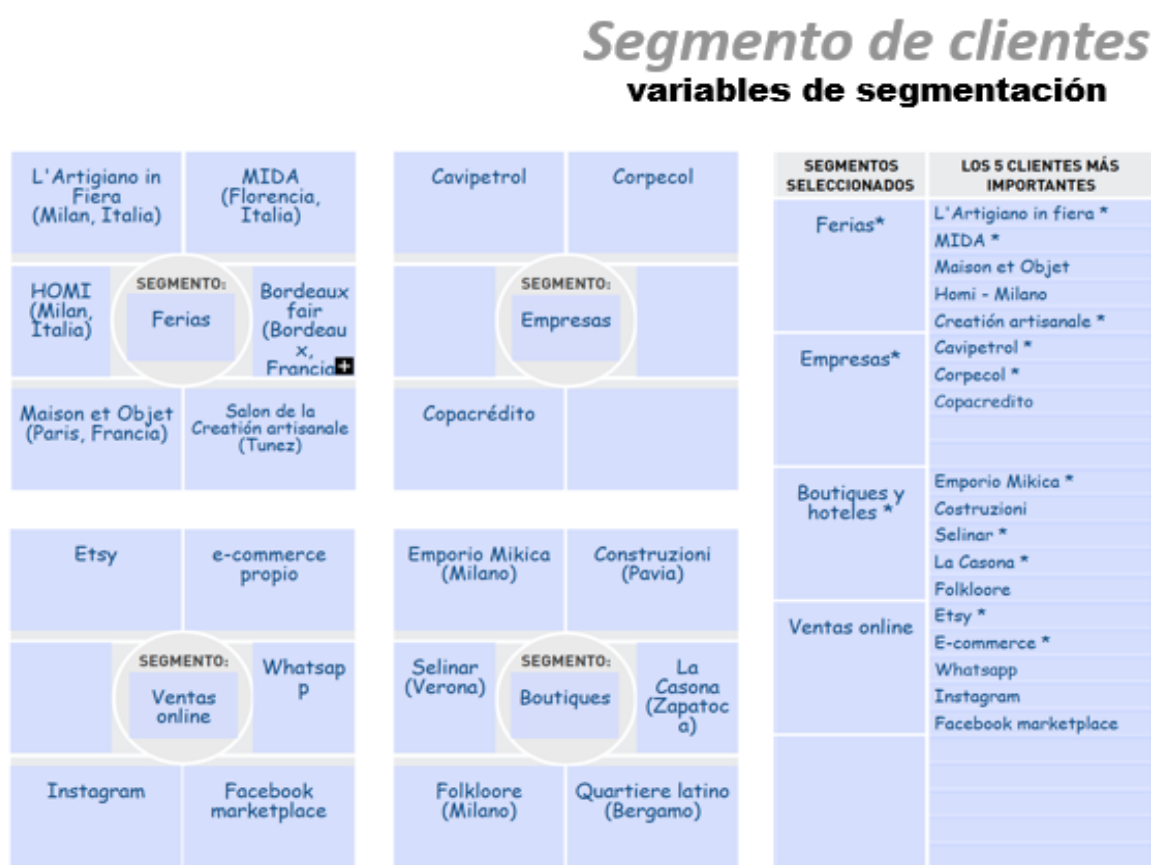 Segmento de clientes
variables de segmentación
L'Artigiano in
Fiera
(Milan, Italia)
MIDA
(Florencia,
Italia)
HOMI
(Milan,
Italia)
SEGMENTO:
Ferias
Bordeaux
fair
(Bordeau
x,
Francia
Maison et Objet
(Paris, Francia)
Salon de la
Creatión artisanale
(Tunez)
Cavipetrol
Corpecol
SEGMENTO:
Empresas
Copacrédito
Etsy
e-commerce
propio
SEGMENTO:
Ventas
online
Whatsap
p
Instagram
Facebook
marketplace
Emporio Mikica
(Milano)
Construzioni
(Pavia)
Selinar
(Verona)
SEGMENTO:
Boutiques
La
Casona
(Zapatoc
a)
Folkloore
(Milano)
Quartiere latino
(Bergamo)
SEGMENTOS
SELECCIONADOS
LOS 5 CLIENTES MÁS
IMPORTANTES
Ferias*
L'Artigiano in fiera *
MIDA *
Maison et Objet
Homi - Milano
Creatión artisanale *
Empresas*
Cavipetrol *
Corpecol *
Copacredito
Boutiques y
hoteles *
Emporio Mikica *
Costruzioni
Selinar *
La Casona *
Folkloore
Ventas online
Etsy *
E-commerce *
Whatsapp
Instagram
Facebook marketplace